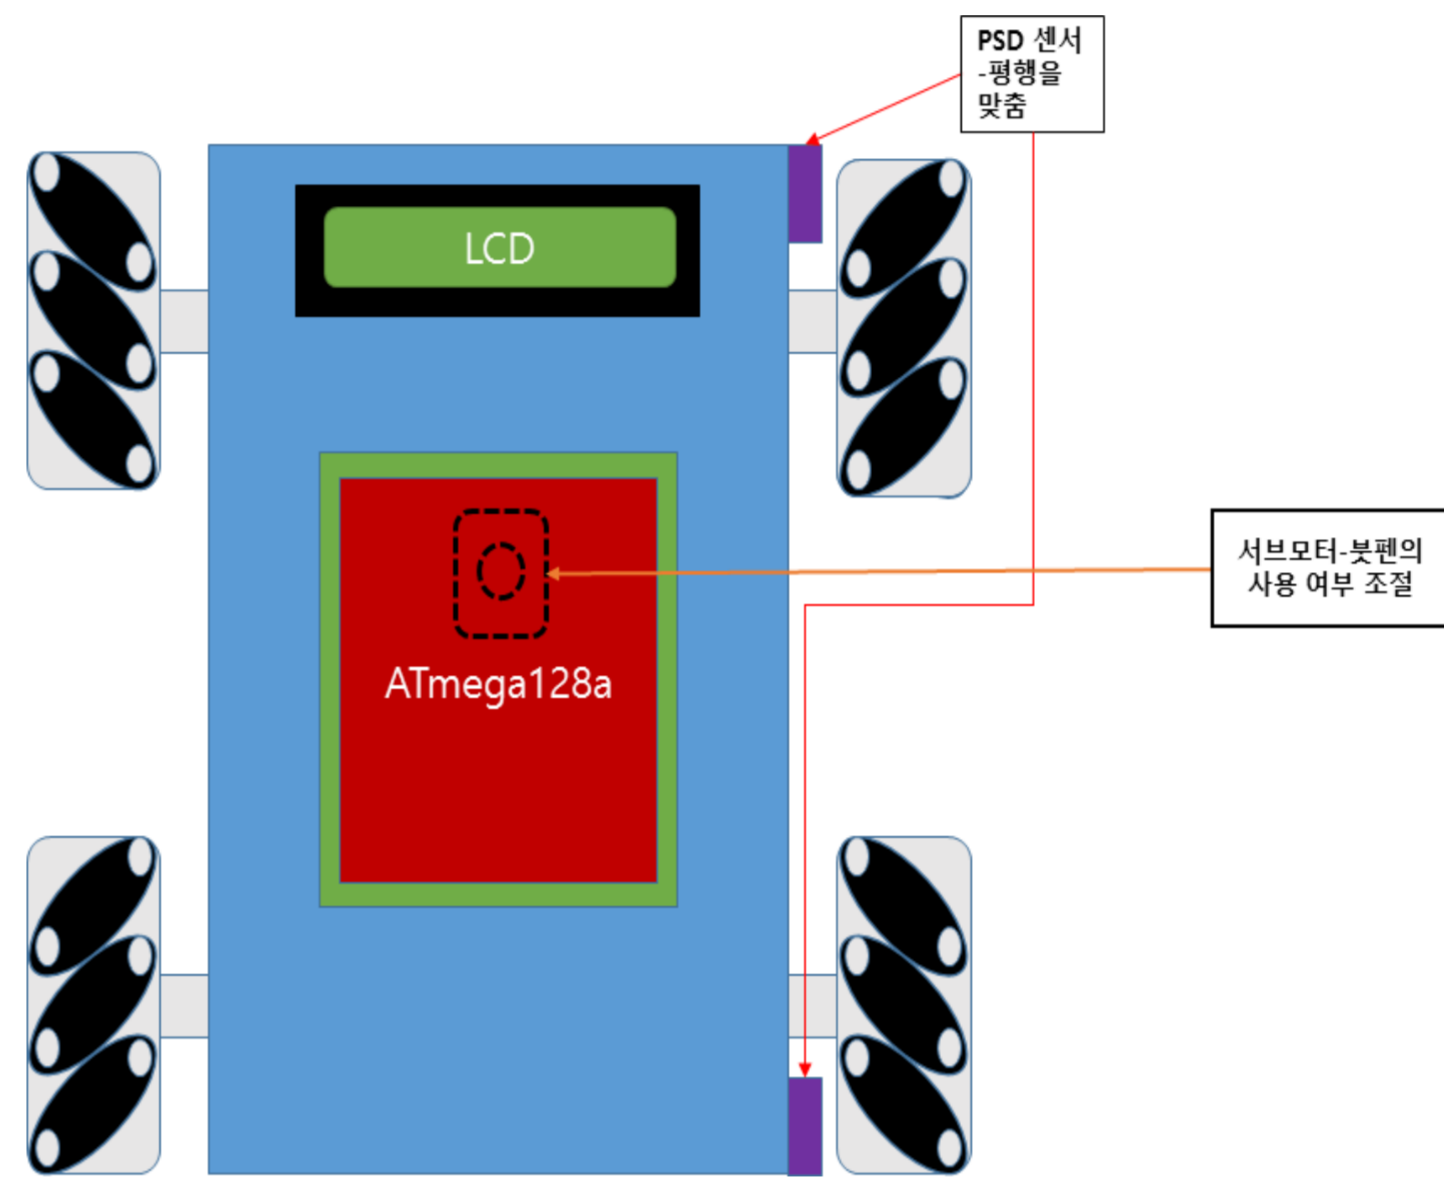 PSD 센서
-평행을
맞춤
LCD
서브모터-붓펜의
사용 여부 조절
ATmega128a